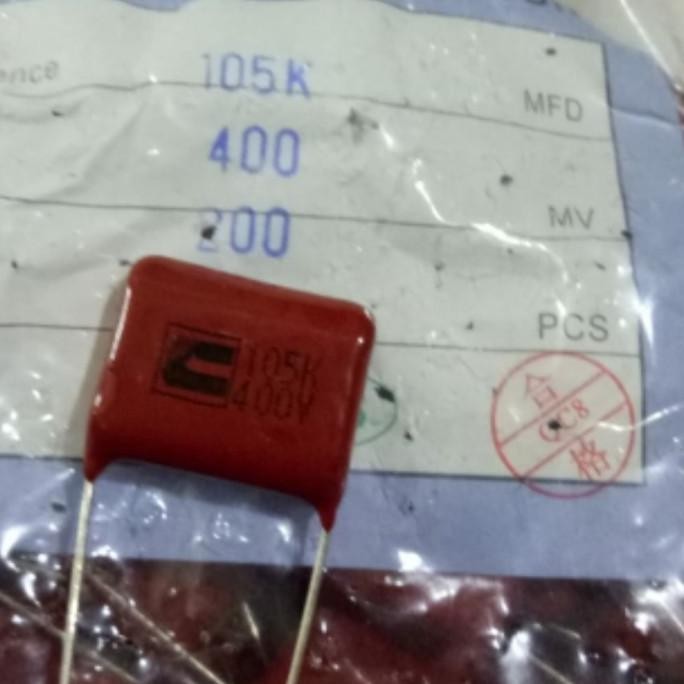 ence
105K
MFD
400
MV
200
PCS
105K
400V
合
QC8
格